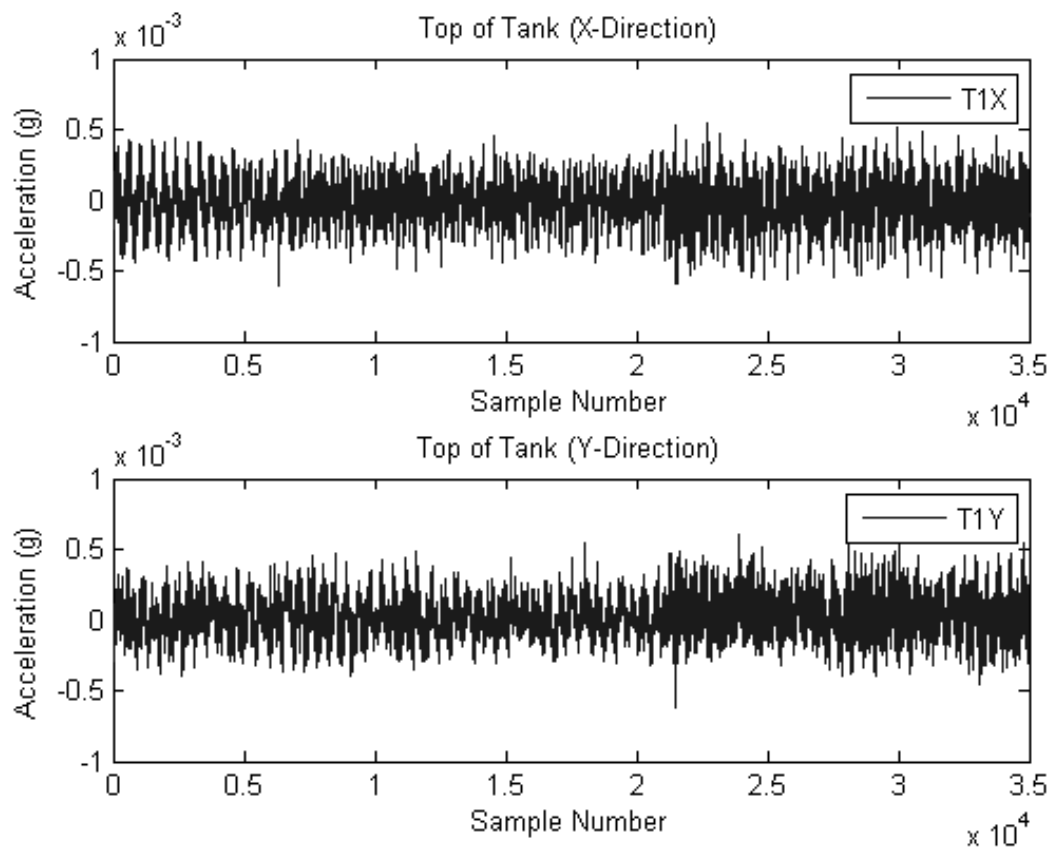 Top of Tank (X-Direction)
x 10^-3
1
0.5
0
-0.5
-1
Acceleration (g)
T1X
0 0.5 1 1.5 2 2.5 3 3.5
Sample Number
x 10^4
Top of Tank (Y-Direction)
x 10^-3
1
0.5
0
-0.5
-1
Acceleration (g)
T1Y
0 0.5 1 1.5 2 2.5 3 3.5
Sample Number
x 10^4